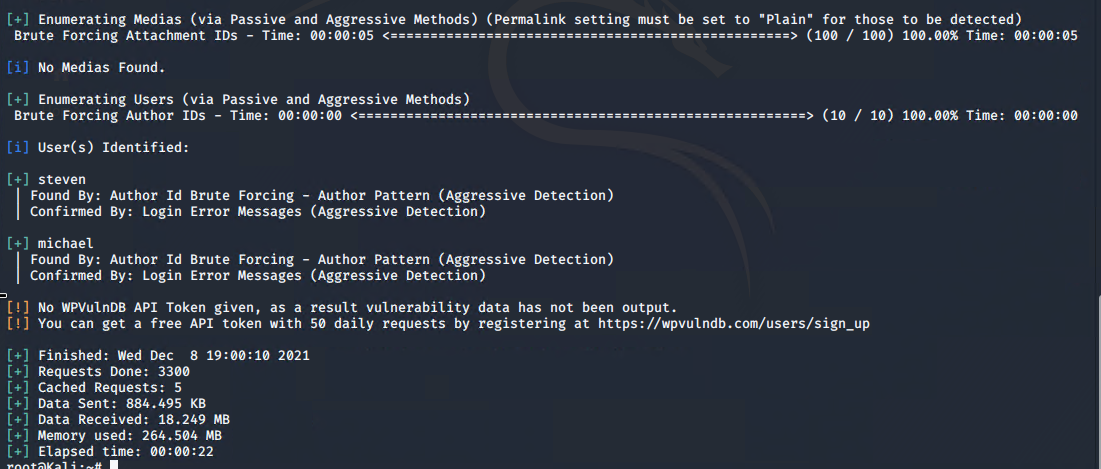 [+] Enumerating Medias (via Passive and Aggressive Methods) (Permalink setting must be set to "Plain" for those to be detected)
Brute Forcing Attachment IDs - Time: 00:00:05 <==================================================> (100 / 100) 100.00% Time: 00:00:05
[i] No Medias Found.
[+] Enumerating Users (via Passive and Aggressive Methods)
Brute Forcing Author IDs - Time: 00:00:00 <========================================================> (10 / 10) 100.00% Time: 00:00:00
[i] User(s) Identified:
[+] steven
| Found By: Author Id Brute Forcing - Author Pattern (Aggressive Detection)
| Confirmed By: Login Error Messages (Aggressive Detection)
[+] michael
| Found By: Author Id Brute Forcing - Author Pattern (Aggressive Detection)
| Confirmed By: Login Error Messages (Aggressive Detection)
[!] No WPVulnDB API Token given, as a result vulnerability data has not been output.
[!] You can get a free API token with 50 daily requests by registering at https://wpvulndb.com/users/sign_up
[+] Finished: Wed Dec  8 19:00:10 2021
[+] Requests Done: 3300
[+] Cached Requests: 5
[+] Data Sent: 884.495 KB
[+] Data Received: 18.249 MB
[+] Memory used: 264.504 MB
[+] Elapsed time: 00:00:22
root@Kali:~#